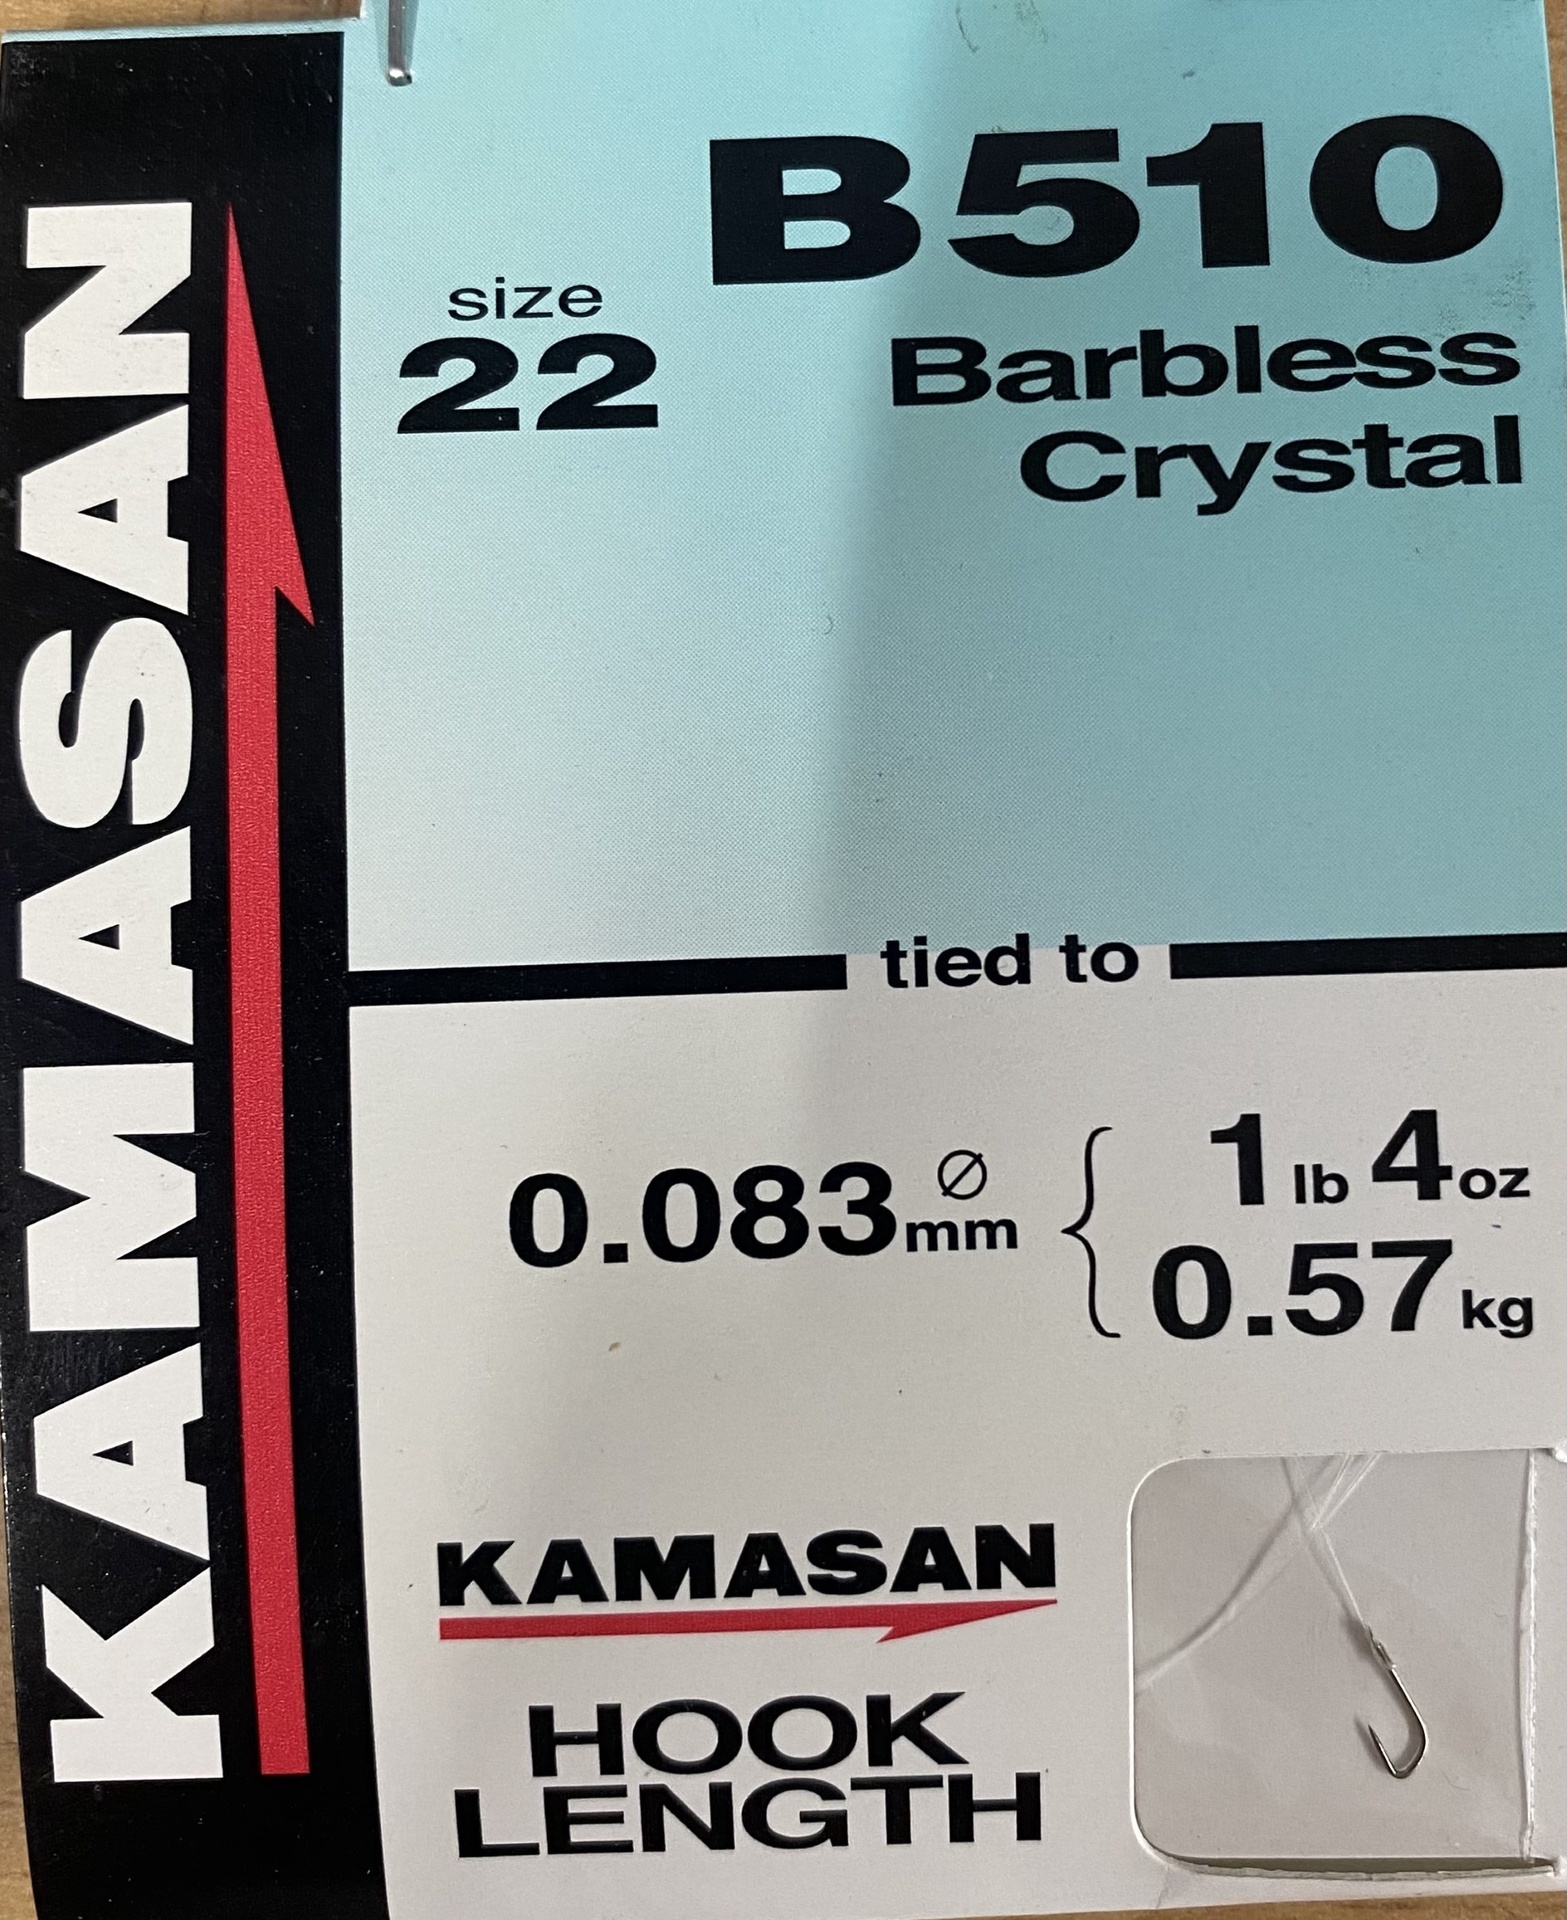 KAMASAN
B510
size
22
Barbless
Crystal
tied to
0.083 Ø mm { 1 lb 4 oz
0.57 kg
KAMASAN
HOOK
LENGTH